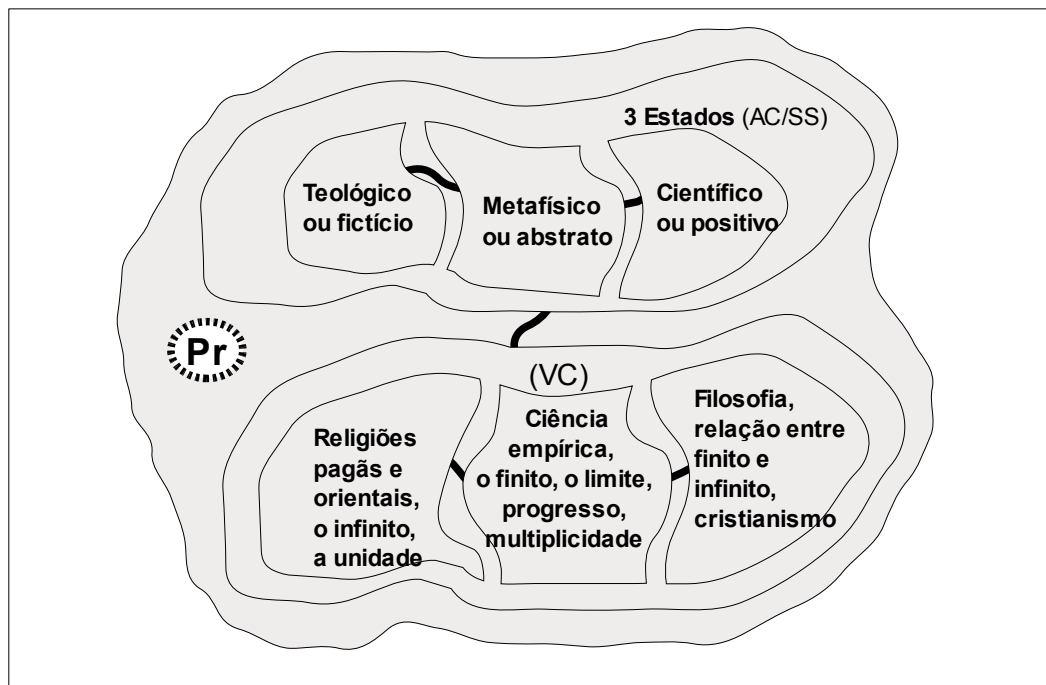 3 Estados (AC/SS)
Teológico
ou fictício
Metafísico
ou abstrato
Científico
ou positivo
Pr
(VC)
Religiões
pagãs e
orientais,
o infinito,
a unidade
Ciência
empírica,
o finito, o limite,
progresso,
multiplicidade
Filosofia,
relação entre
finito e
infinito,
cristianismo